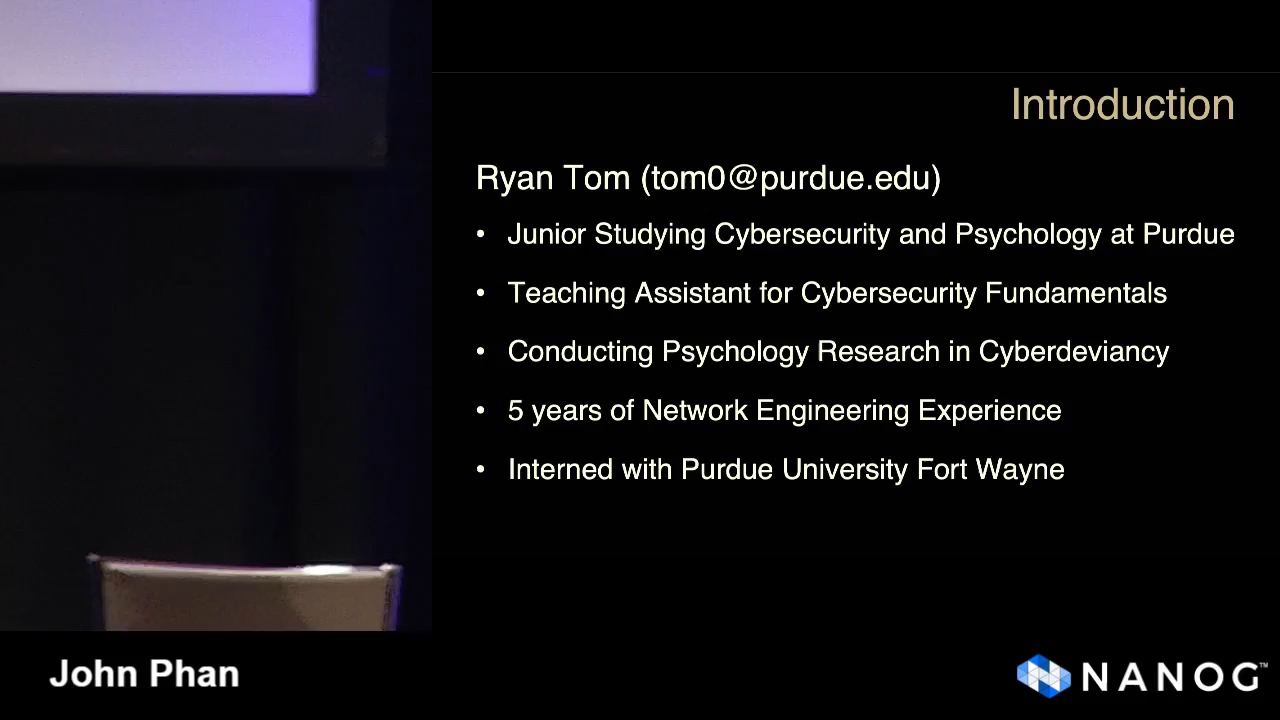 Introduction
Ryan Tom (tom0@purdue.edu)
• Junior Studying Cybersecurity and Psychology at Purdue
• Teaching Assistant for Cybersecurity Fundamentals
• Conducting Psychology Research in Cyberdeviancy
• 5 years of Network Engineering Experience
• Interned with Purdue University Fort Wayne
John Phan
NANOG™